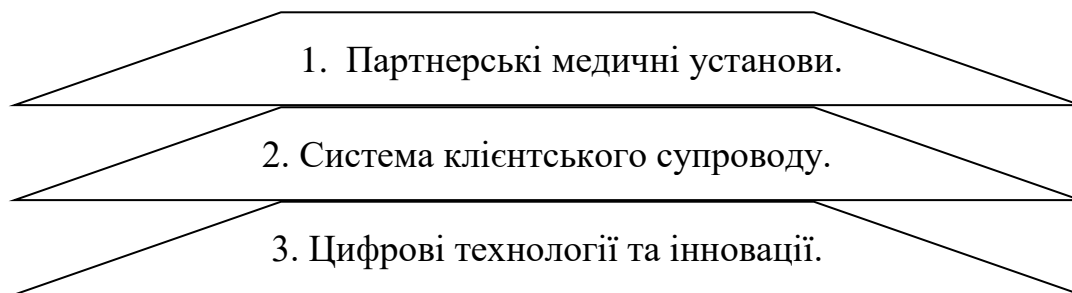 1. Партнерські медичні установи.
2. Система клієнтського супроводу.
3. Цифрові технології та інновації.